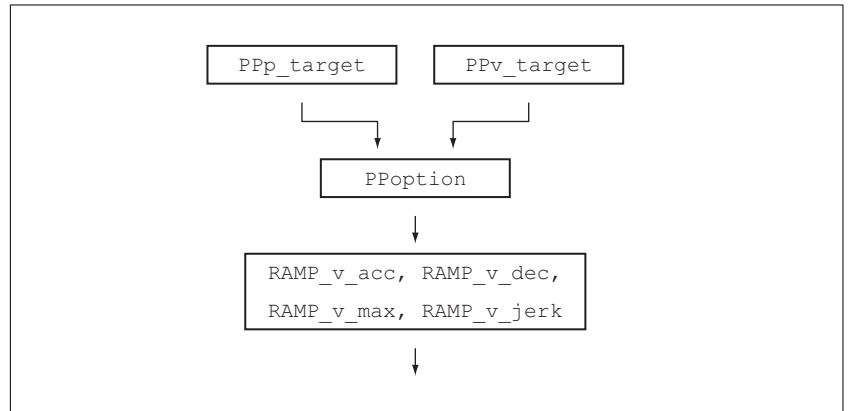 PPp_target
PPv_target
PPoption
RAMP_v_acc, RAMP_v_dec,
RAMP_v_max, RAMP_v_jerk